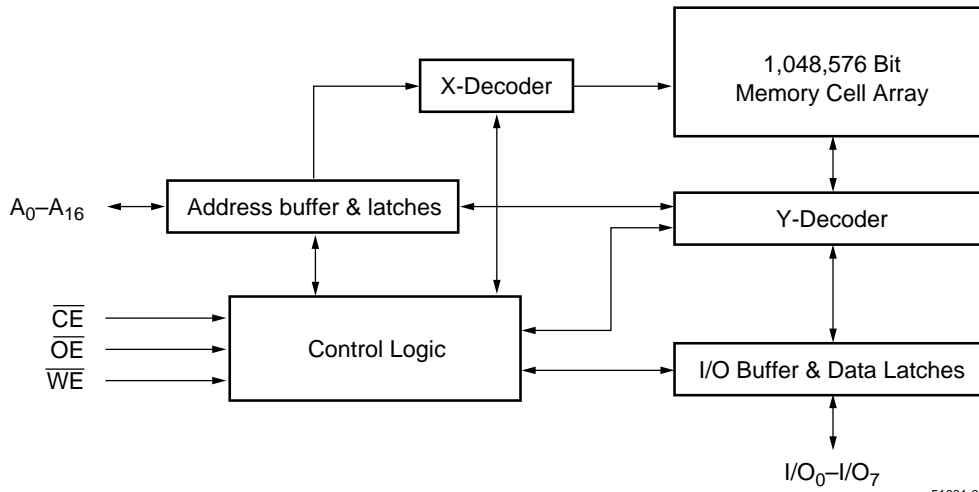 1,048,576 Bit
Memory Cell Array
X-Decoder
A0–A16
Address buffer & latches
Y-Decoder
CE
OE
WE
Control Logic
I/O Buffer & Data Latches
I/O0–I/O7